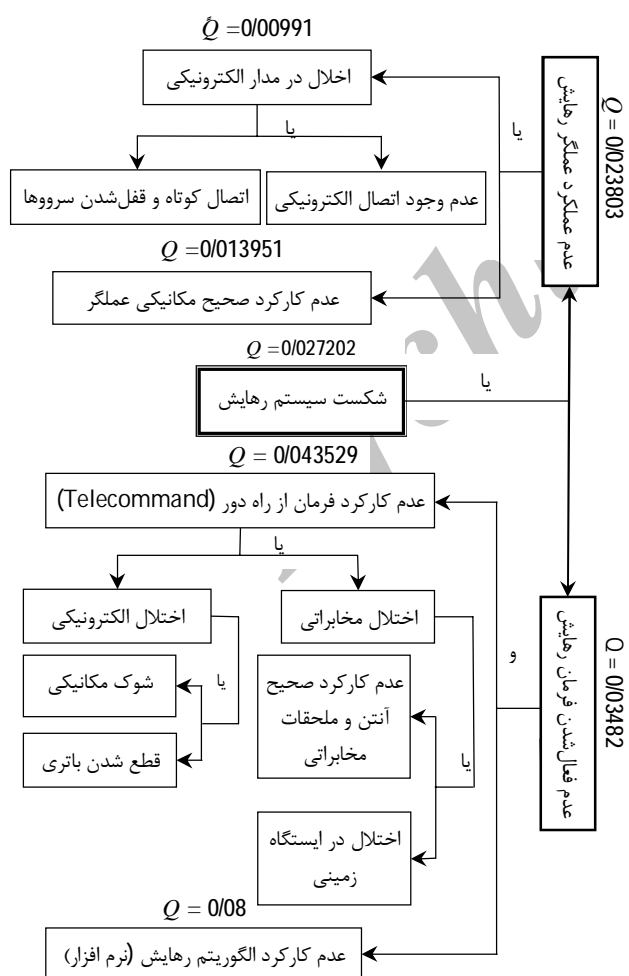 Q = 0/00991
اخلال در مدار الکترونیکی
یا
عدم وجود اتصال الکترونیکی
اتصال کوتاه و قفل‌شدن سرووها
Q = 0/013951
عدم کارکرد صحیح مکانیکی عملگر
یا
عدم عملکرد عملگر رهایش
Q = 0/023803
Q = 0/027202
شکست سیستم رهایش
یا
Q = 0/043529
عدم کارکرد فرمان از راه دور (Telecommand)
یا
اختلال مخابراتی
اختلال الکترونیکی
عدم کارکرد صحیح
آنتن و ملحقات
مخابراتی
یا
اختلال در ایستگاه
زمینی
شوک مکانیکی
یا
قطع شدن باتری
و
عدم فعال‌شدن فرمان رهایش
Q = 0/03482
Q = 0/08
عدم کارکرد الگوریتم رهایش (نرم افزار)